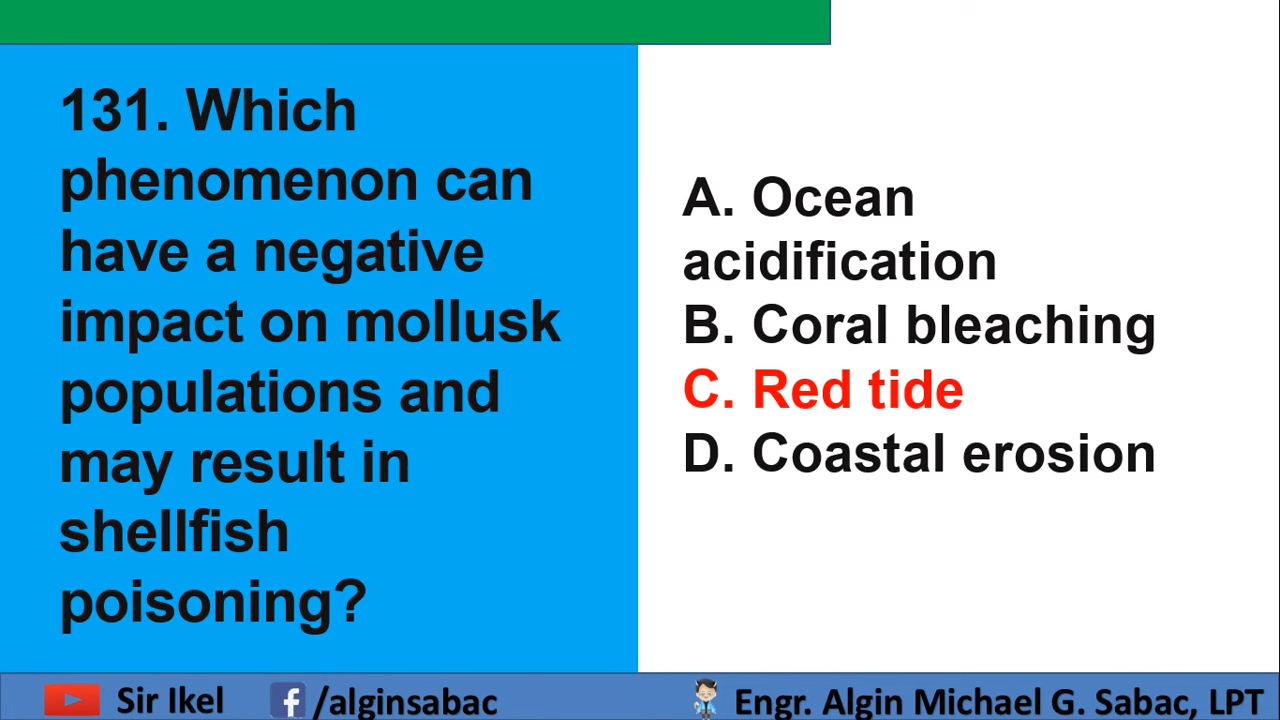 131. Which
phenomenon can
have a negative
impact on mollusk
populations and
may result in
shellfish
poisoning?
A. Ocean
acidification
B. Coral bleaching
C. Red tide
D. Coastal erosion
Sir Ikel
/alginsabac
Engr. Algin Michael G. Sabac, LPT